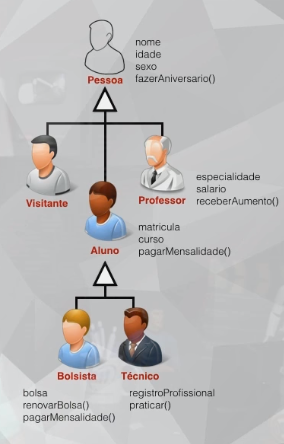 nome
idade
sexo
fazerAniversario()
Pessoa
Visitante
Professor
especialidade
salario
receberAumento()
Aluno
matricula
curso
pagarMensalidade()
Bolsista
Técnico
bolsa
renovarBolsa()
pagarMensalidade()
registroProfissional
praticar()